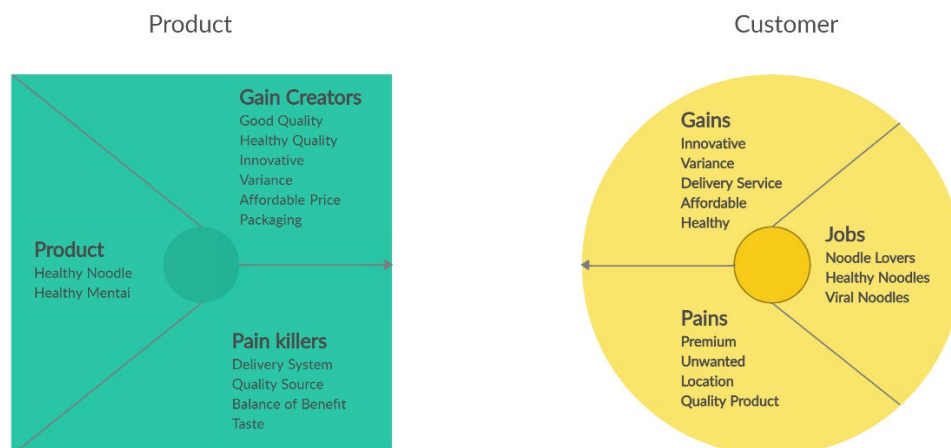 Product
Gain Creators
Good Quality
Healthy Quality
Innovative
Variance
Affordable Price
Packaging
Product
Healthy Noodle
Healthy Mentai
Pain killers
Delivery System
Quality Source
Balance of Benefit
Taste
Customer
Gains
Innovative
Variance
Delivery Service
Affordable
Healthy
Jobs
Noodle Lovers
Healthy Noodles
Viral Noodles
Pains
Premium
Unwanted
Location
Quality Product